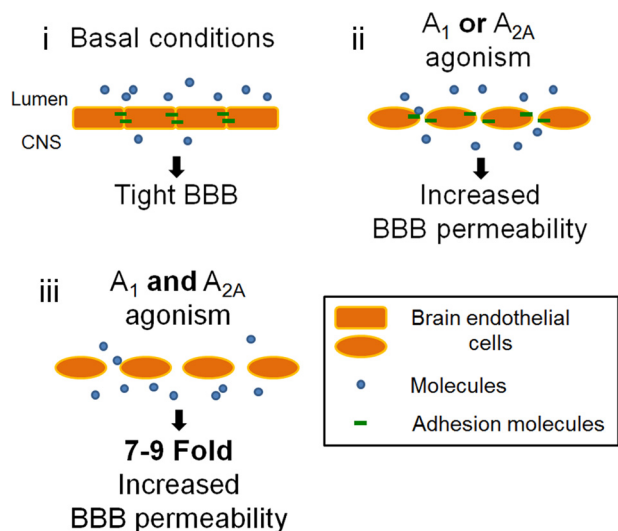 i Basal conditions
Lumen
CNS
Tight BBB
ii A₁ or A₂A
agonism
Increased
BBB permeability
iii A₁ and A₂A
agonism
7-9 Fold
Increased
BBB permeability
Brain endothelial
cells
Molecules
Adhesion molecules